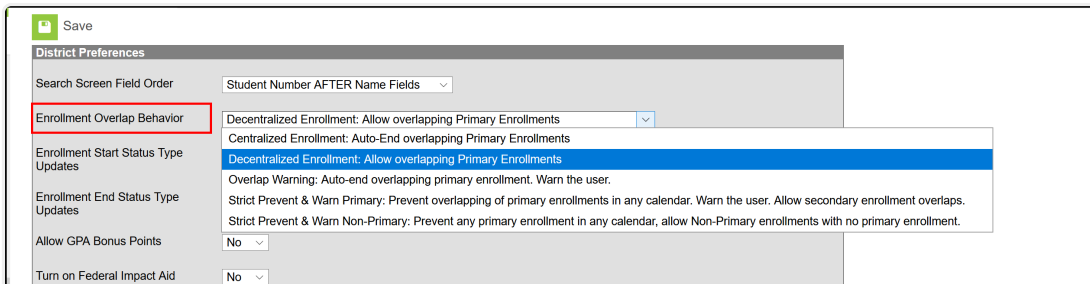 Save
District Preferences
Search Screen Field Order
Student Number AFTER Name Fields
Enrollment Overlap Behavior
Decentralized Enrollment: Allow overlapping Primary Enrollments
Centralized Enrollment: Auto-End overlapping Primary Enrollments
Decentralized Enrollment: Allow overlapping Primary Enrollments
Overlap Warning: Auto-end overlapping primary enrollment. Warn the user.
Strict Prevent & Warn Primary: Prevent overlapping of primary enrollments in any calendar. Warn the user. Allow secondary enrollment overlaps.
Strict Prevent & Warn Non-Primary: Prevent any primary enrollment in any calendar, allow Non-Primary enrollments with no primary enrollment.
Enrollment Start Status Type
Updates
Enrollment End Status Type
Updates
Allow GPA Bonus Points
No
Turn on Federal Impact Aid
No